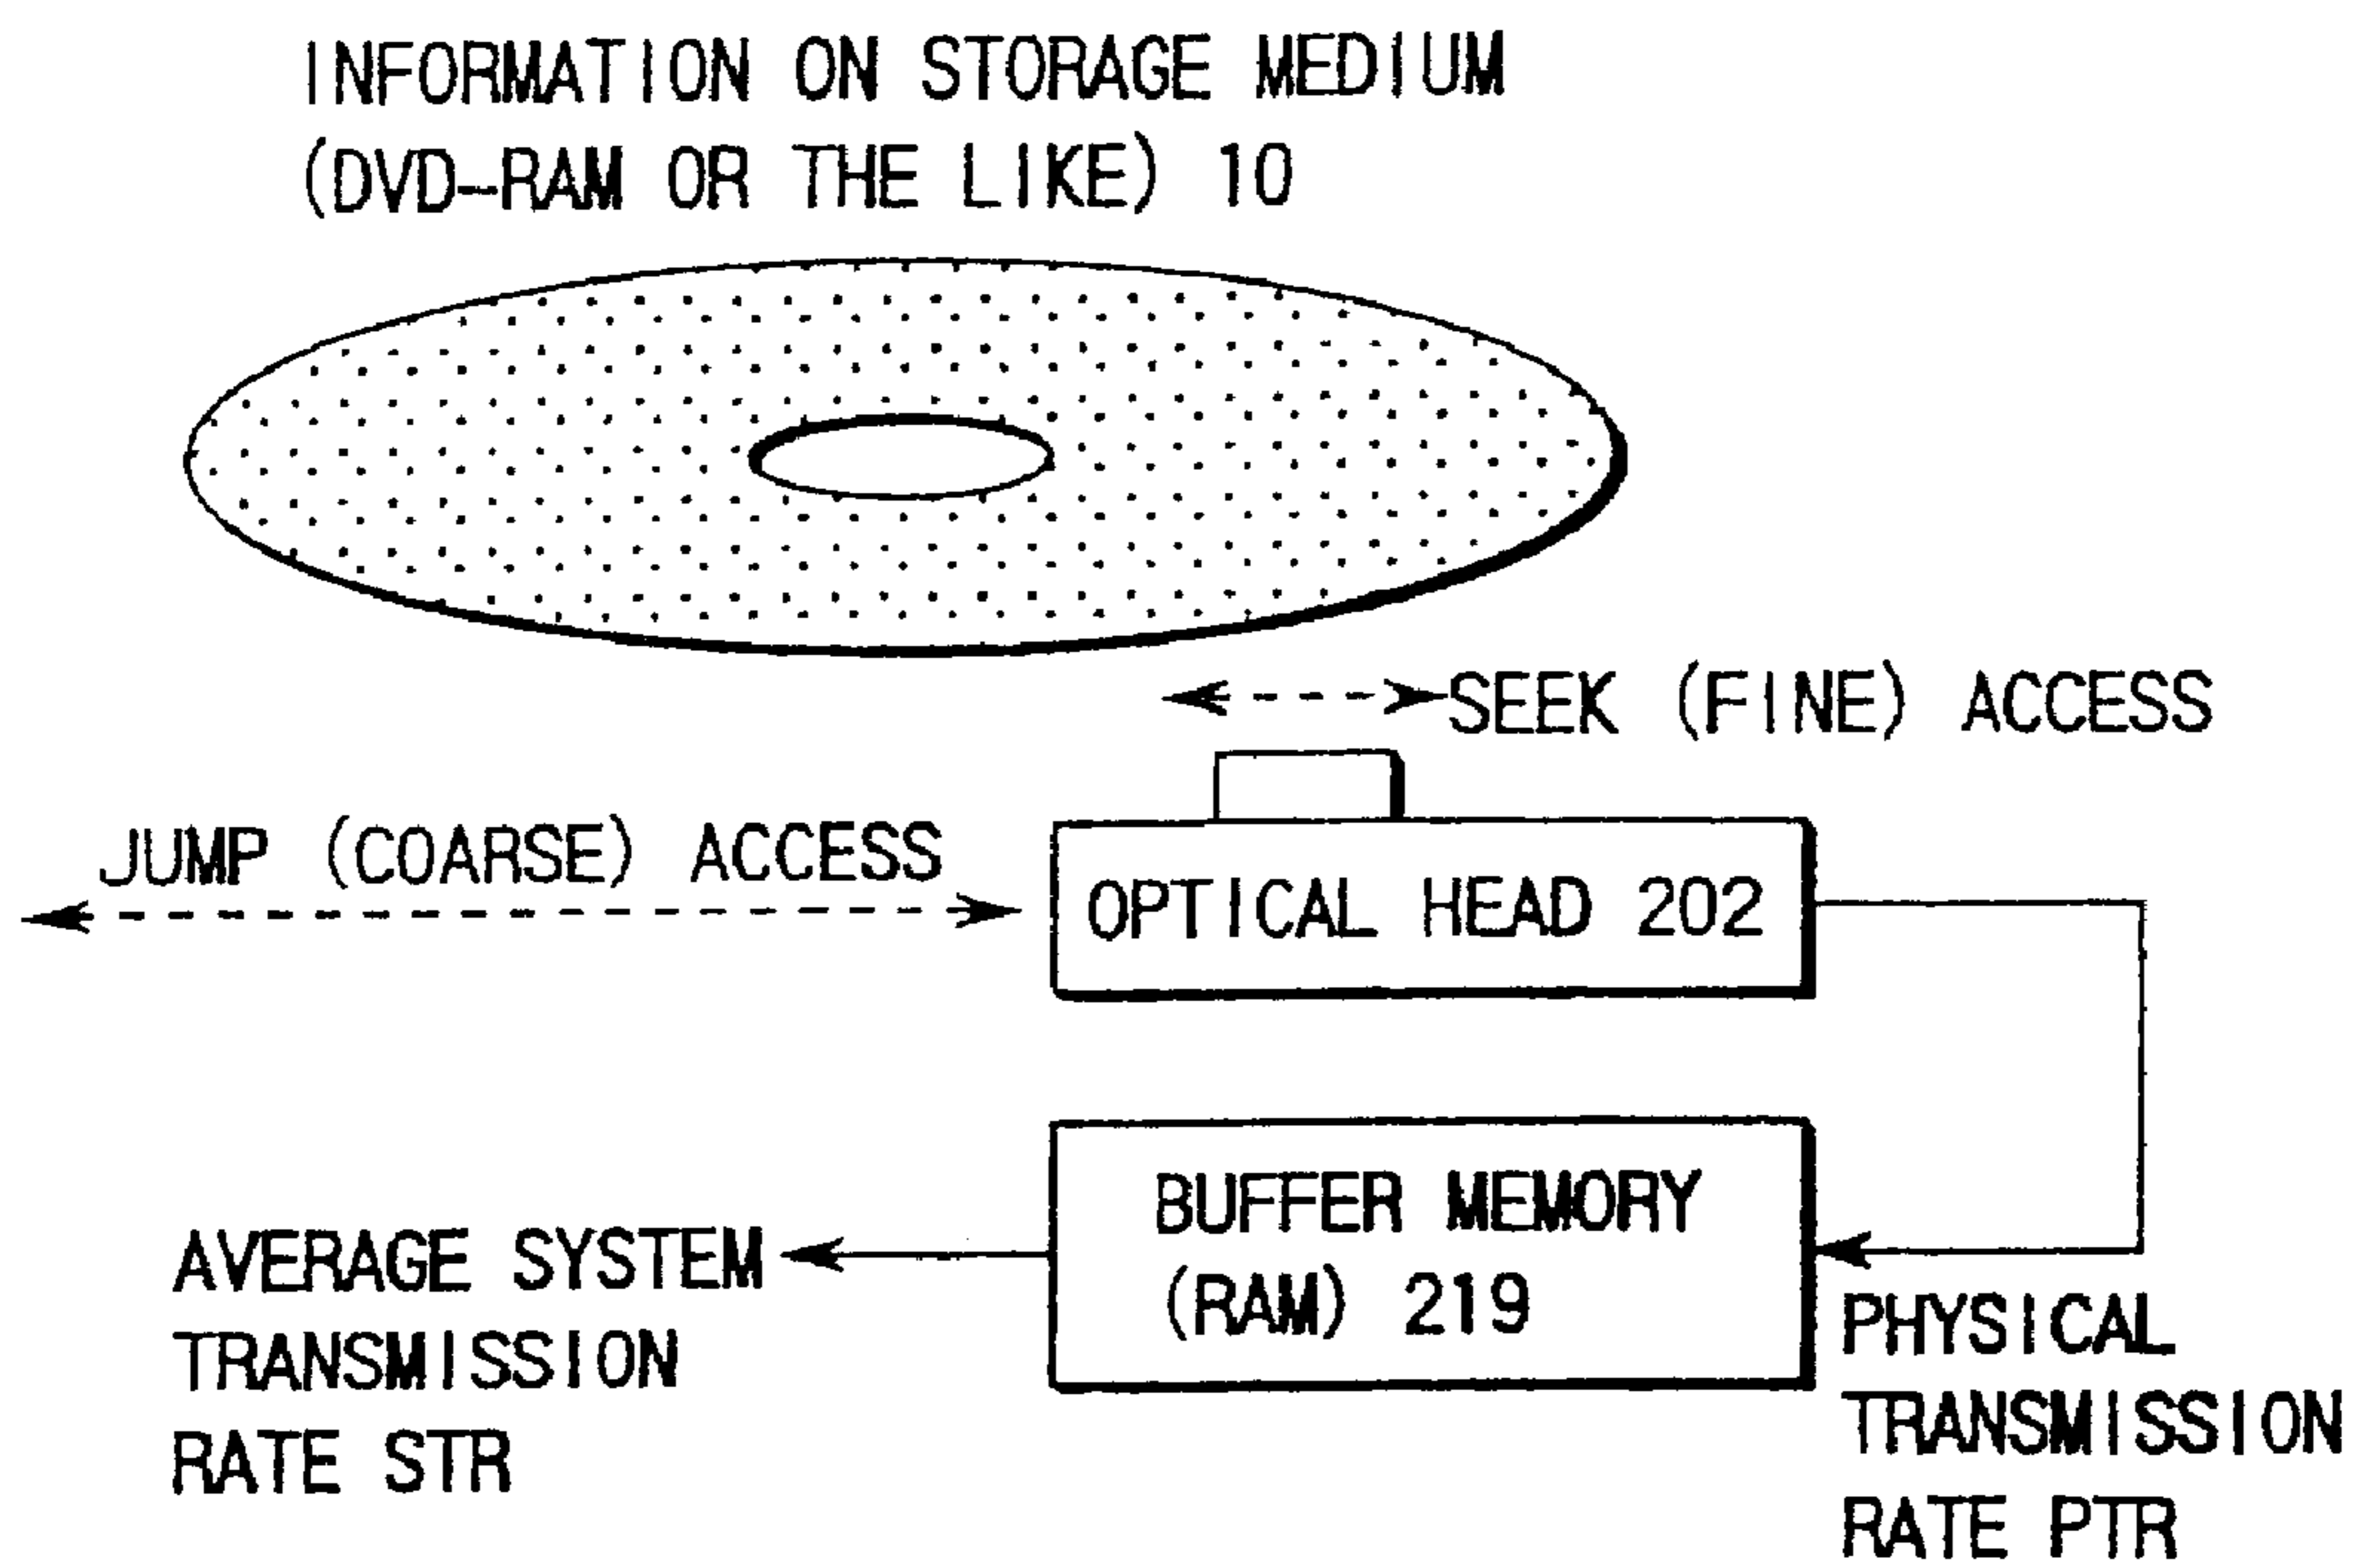 INFORMATION ON STORAGE MEDIUM
(DVD-RAM OR THE LIKE) 10
SEEK (FINE) ACCESS
JUMP (COARSE) ACCESS
OPTICAL HEAD 202
BUFFER MEMORY
(RAM) 219
AVERAGE SYSTEM
TRANSMISSION
RATE STR
PHYSICAL
TRANSMISSION
RATE PTR